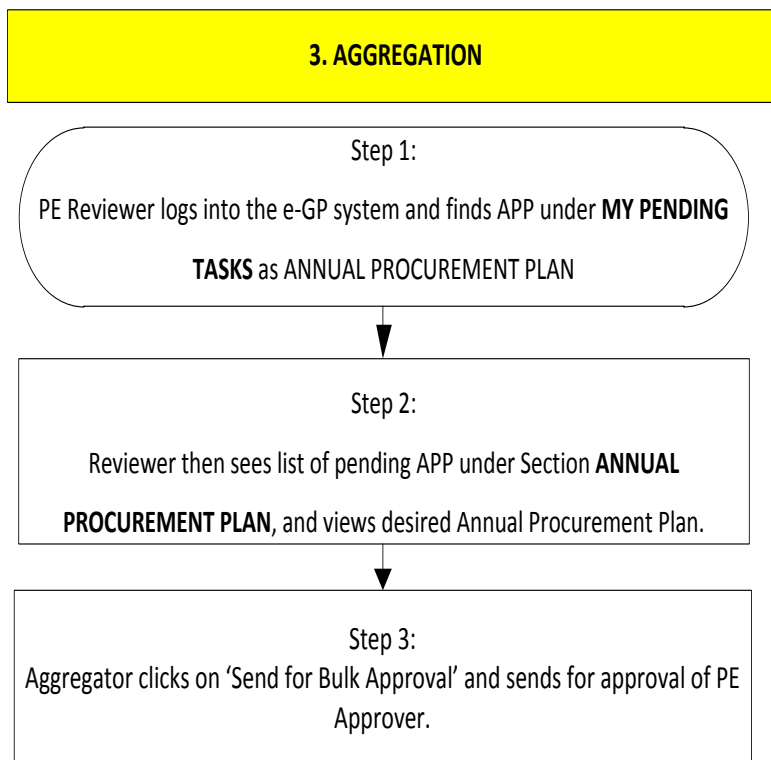 3. AGGREGATION
Step 1:
PE Reviewer logs into the e-GP system and finds APP under MY PENDING
TASKS as ANNUAL PROCUREMENT PLAN
Step 2:
Reviewer then sees list of pending APP under Section ANNUAL
PROCUREMENT PLAN, and views desired Annual Procurement Plan.
Step 3:
Aggregator clicks on ‘Send for Bulk Approval’ and sends for approval of PE
Approver.